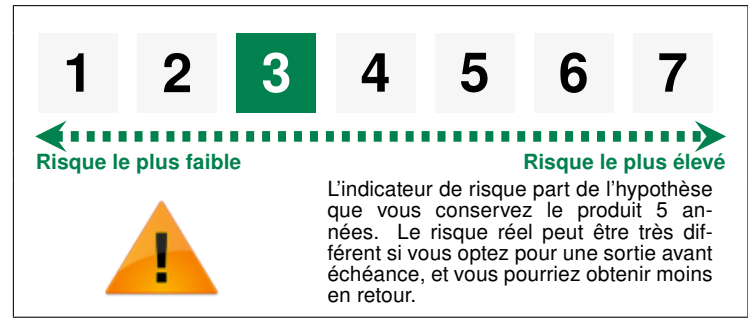 1 2 3 4 5 6 7
Risque le plus faible Risque le plus élevé
L'indicateur de risque part de l'hypothèse
que vous conservez le produit 5 an-
nées. Le risque réel peut être très dif-
férent si vous optez pour une sortie avant
échéance, et vous pourriez obtenir moins
en retour.